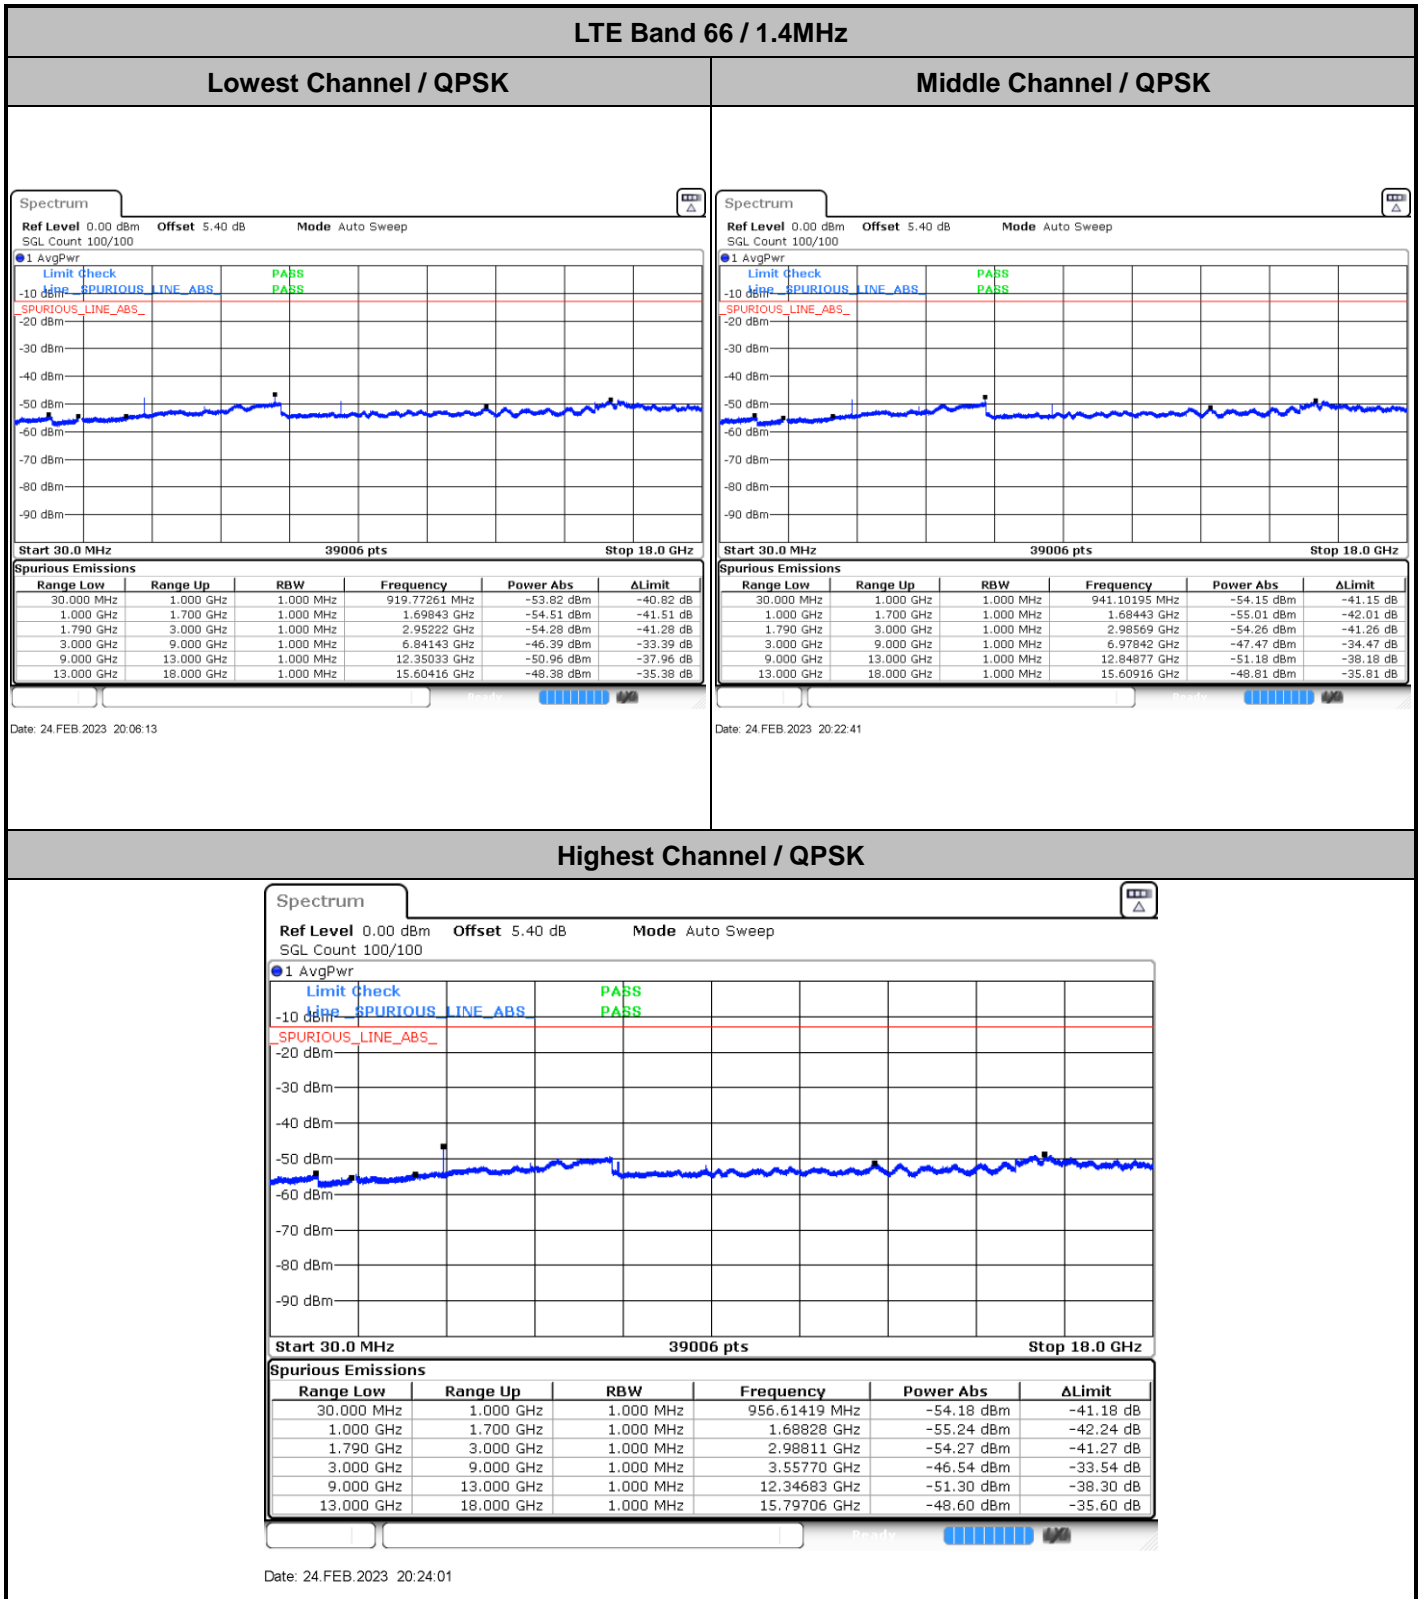 LTE Band 66 / 1.4MHz
Lowest Channel / QPSK
Middle Channel / QPSK
Spectrum
Ref Level 0.00 dBm Offset 5.40 dB Mode Auto Sweep
SGL Count 100/100
1 AvgPwr
Limit Check PASS
Line _SPURIOUS_LINE_ABS_ PASS
-10 dBm
_SPURIOUS_LINE_ABS_
-20 dBm
-30 dBm
-40 dBm
-50 dBm
-60 dBm
-70 dBm
-80 dBm
-90 dBm
Start 30.0 MHz 39006 pts Stop 18.0 GHz
Spurious Emissions
Range Low Range Up RBW Frequency Power Abs ΔLimit
30.000 MHz 1.000 GHz 1.000 MHz 919.77261 MHz -53.82 dBm -40.82 dB
1.000 GHz 1.700 GHz 1.000 MHz 1.69843 GHz -54.51 dBm -41.51 dB
1.790 GHz 3.000 GHz 1.000 MHz 2.95222 GHz -54.28 dBm -41.28 dB
3.000 GHz 9.000 GHz 1.000 MHz 6.84143 GHz -46.39 dBm -33.39 dB
9.000 GHz 13.000 GHz 1.000 MHz 12.35033 GHz -50.96 dBm -37.96 dB
13.000 GHz 18.000 GHz 1.000 MHz 15.60416 GHz -48.38 dBm -35.38 dB
Ready
Date: 24.FEB.2023 20:06:13
Spectrum
Ref Level 0.00 dBm Offset 5.40 dB Mode Auto Sweep
SGL Count 100/100
1 AvgPwr
Limit Check PASS
Line _SPURIOUS_LINE_ABS_ PASS
-10 dBm
_SPURIOUS_LINE_ABS_
-20 dBm
-30 dBm
-40 dBm
-50 dBm
-60 dBm
-70 dBm
-80 dBm
-90 dBm
Start 30.0 MHz 39006 pts Stop 18.0 GHz
Spurious Emissions
Range Low Range Up RBW Frequency Power Abs ΔLimit
30.000 MHz 1.000 GHz 1.000 MHz 941.10195 MHz -54.15 dBm -41.15 dB
1.000 GHz 1.700 GHz 1.000 MHz 1.68443 GHz -55.01 dBm -42.01 dB
1.790 GHz 3.000 GHz 1.000 MHz 2.98569 GHz -54.26 dBm -41.26 dB
3.000 GHz 9.000 GHz 1.000 MHz 6.97842 GHz -47.47 dBm -34.47 dB
9.000 GHz 13.000 GHz 1.000 MHz 12.84877 GHz -51.18 dBm -38.18 dB
13.000 GHz 18.000 GHz 1.000 MHz 15.60916 GHz -48.81 dBm -35.81 dB
Ready
Date: 24.FEB.2023 20:22:41
Highest Channel / QPSK
Spectrum
Ref Level 0.00 dBm Offset 5.40 dB Mode Auto Sweep
SGL Count 100/100
1 AvgPwr
Limit Check PASS
Line _SPURIOUS_LINE_ABS_ PASS
-10 dBm
_SPURIOUS_LINE_ABS_
-20 dBm
-30 dBm
-40 dBm
-50 dBm
-60 dBm
-70 dBm
-80 dBm
-90 dBm
Start 30.0 MHz 39006 pts Stop 18.0 GHz
Spurious Emissions
Range Low Range Up RBW Frequency Power Abs ΔLimit
30.000 MHz 1.000 GHz 1.000 MHz 956.61419 MHz -54.18 dBm -41.18 dB
1.000 GHz 1.700 GHz 1.000 MHz 1.68828 GHz -55.24 dBm -42.24 dB
1.790 GHz 3.000 GHz 1.000 MHz 2.98811 GHz -54.27 dBm -41.27 dB
3.000 GHz 9.000 GHz 1.000 MHz 3.55770 GHz -46.54 dBm -33.54 dB
9.000 GHz 13.000 GHz 1.000 MHz 12.34683 GHz -51.30 dBm -38.30 dB
13.000 GHz 18.000 GHz 1.000 MHz 15.79706 GHz -48.60 dBm -35.60 dB
Ready
Date: 24.FEB.2023 20:24:01